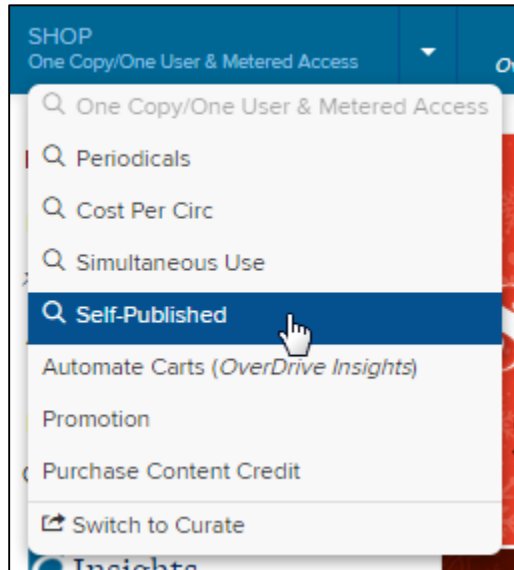 SHOP
One Copy/One User & Metered Access
One Copy/One User & Metered Access
Periodicals
Cost Per Circ
Simultaneous Use
Self-Published
Automate Carts (OverDrive Insights)
Promotion
Purchase Content Credit
Switch to Curate
Insights